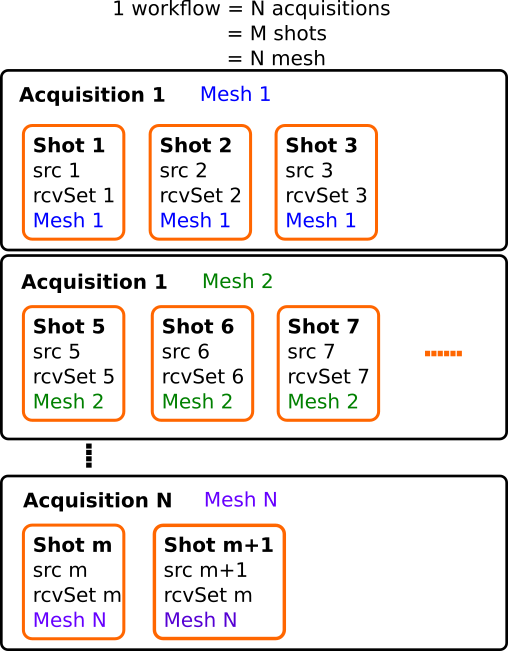 1 workflow = N acquisitions
= M shots
= N mesh
Acquisition 1 Mesh 1
Shot 1
src 1
rcvSet 1
Mesh 1
Shot 2
src 2
rcvSet 2
Mesh 1
Shot 3
src 3
rcvSet 3
Mesh 1
Acquisition 1 Mesh 2
Shot 5
src 5
rcvSet 5
Mesh 2
Shot 6
src 6
rcvSet 6
Mesh 2
Shot 7
src 7
rcvSet 7
Mesh 2
Acquisition N Mesh N
Shot m
src m
rcvSet m
Mesh N
Shot m+1
src m+1
rcvSet m
Mesh N